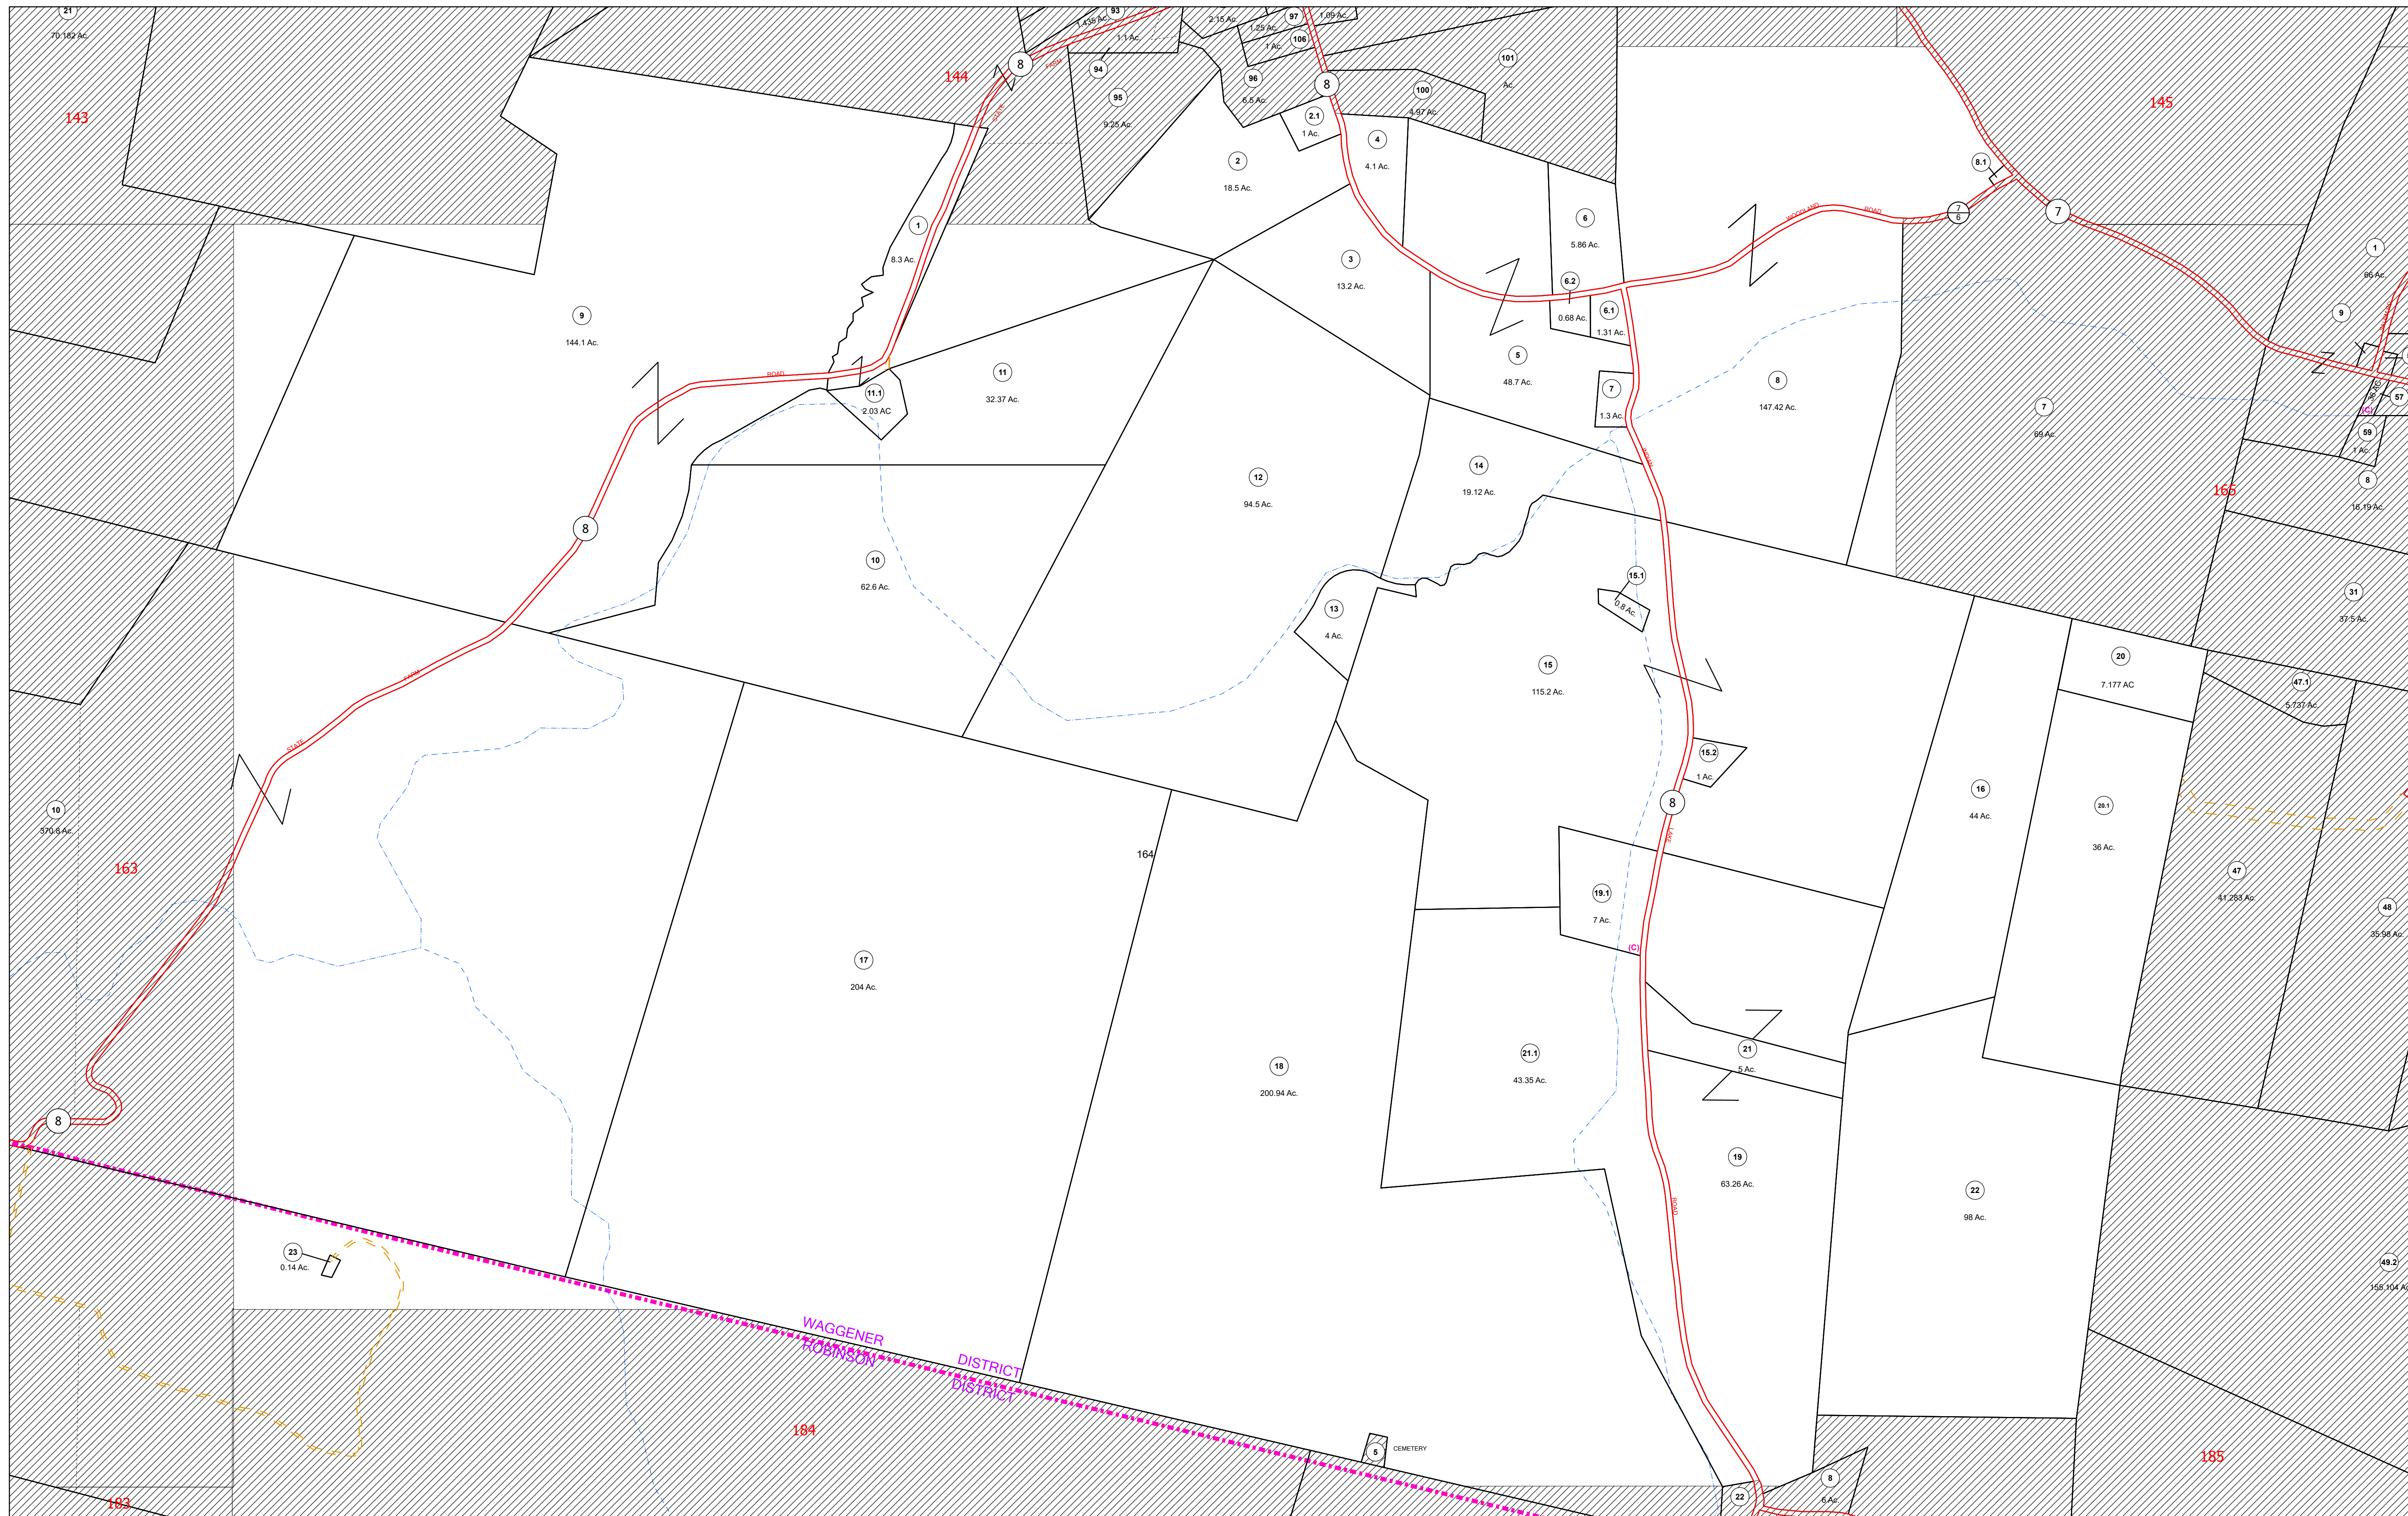 21
70.182 Ac.
143
144
93
1.435 Ac.
1.1 Ac.
94
95
9.25 Ac.
8
FARM
STATE
2.15 Ac.
1.25 Ac.
97
1.09 Ac.
1 Ac.
106
96
6.5 Ac.
8
101
Ac.
100
4.97 Ac.
145
2.1
1 Ac.
4
4.1 Ac.
2
18.5 Ac.
8.1
7
6
7
WOODLAND
ROAD
6
5.86 Ac.
1
8.3 Ac.
3
13.2 Ac.
6.2
0.68 Ac.
6.1
1.31 Ac.
1
66 Ac.
9
9
144.1 Ac.
ROAD
11.1
2.03 AC
11
32.37 Ac.
5
48.7 Ac.
7
1.3 Ac.
8
147.42 Ac.
7
69 Ac.
57
(C)
59
1 Ac.
8
16.19 Ac.
165
12
94.5 Ac.
14
19.12 Ac.
8
10
62.6 Ac.
13
4 Ac.
15.1
0.8 Ac.
31
37.5 Ac.
15
115.2 Ac.
20
7.177 AC
47.1
5.737 Ac.
FARM
STATE
15.2
1 Ac.
8
LAKE
16
44 Ac.
20.1
36 Ac.
10
370.8 Ac.
163
164
19.1
7 Ac.
(C)
47
41.283 Ac.
48
35.98 Ac.
17
204 Ac.
18
200.94 Ac.
21.1
43.35 Ac.
21
5 Ac.
8
19
63.26 Ac.
ROAD
22
98 Ac.
23
0.14 Ac.
49.2
155.104 Ac
WAGGENER
DISTRICT
ROBINSON
DISTRICT
184
5
CEMETERY
185
8
6 Ac.
22
183